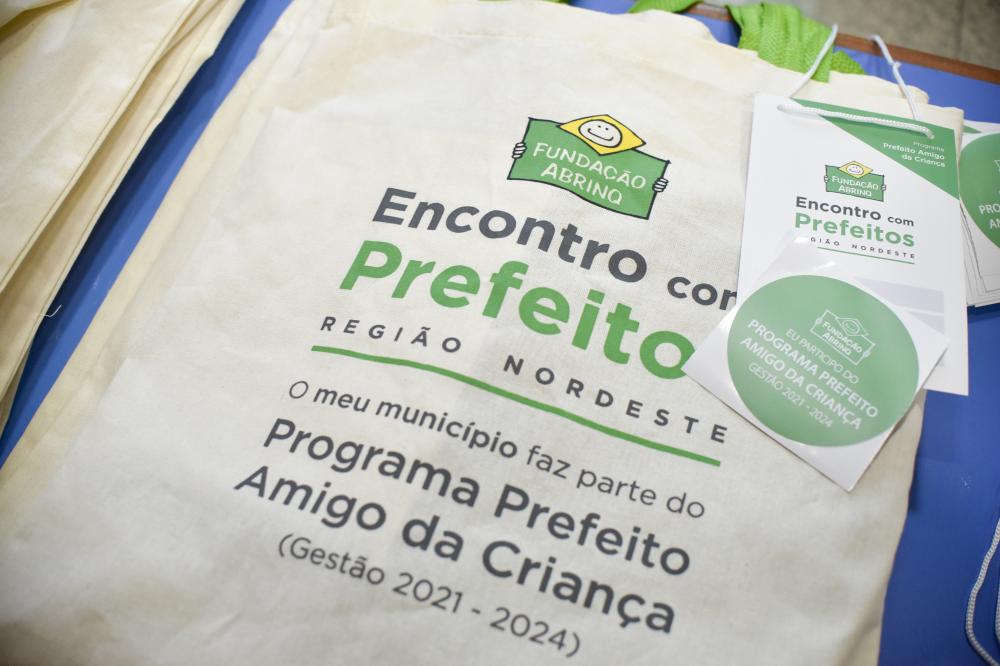 FUNDAÇÃO
ABRINQ
Encontro com
Prefeitos
REGIÃO NORDESTE
O meu município faz parte do
Programa Prefeito
Amigo da Criança
(Gestão 2021 - 2024)
Programa
Prefeito Amigo
da Criança
FUNDAÇÃO
ABRINQ
Encontro com
Prefeitos
REGIÃO NORDESTE
FUNDAÇÃO
ABRINQ
EU PARTICIPO DO
PROGRAMA PREFEITO
AMIGO DA CRIANÇA
GESTÃO 2021 - 2024